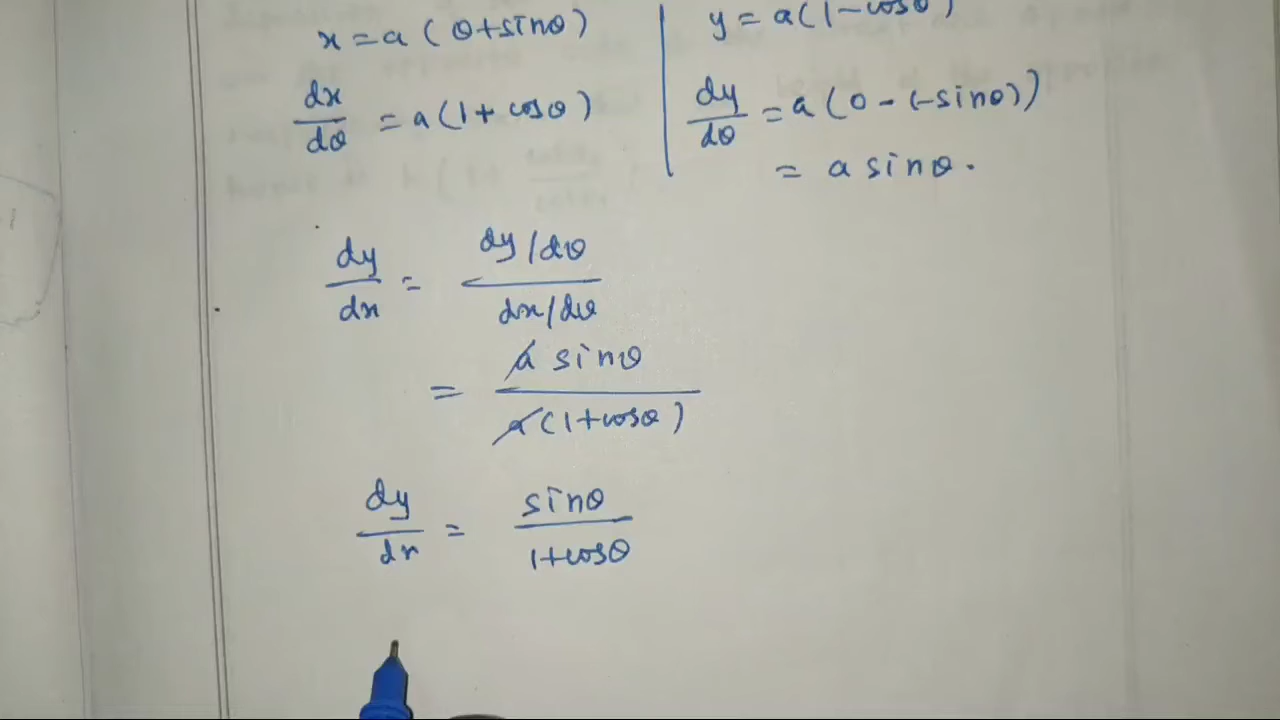 x = a (θ+sinθ)
y = a(1-cosθ)
dx/dθ = a(1+cosθ)
dy/dθ = a(0-(-sinθ))
= a sinθ.
dy/dx = dy/dθ / dx/dθ
= a sinθ / a(1+cosθ)
dy/dx = sinθ / 1+cosθ